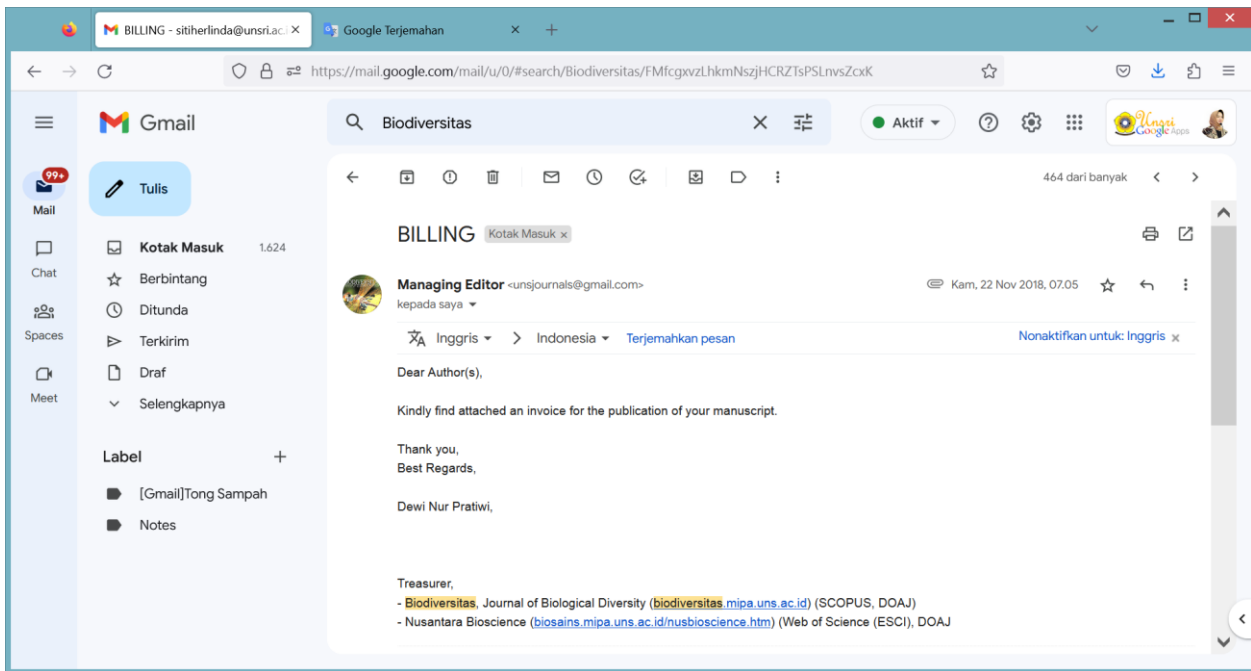 BILLING - sitiherlinda@unsri.ac.i
Google Terjemahan
https://mail.google.com/mail/u/0/#search/Biodiversitas/FMfcgxvzLhkmNszjHCRZTsPSLnvsZcxK
Gmail
Biodiversitas
Aktif
Unsri
Google Apps
99+
Mail
Tulis
464 dari banyak
Chat
Spaces
Meet
Kotak Masuk 1.624
Berbintang
Ditunda
Terkirim
Draf
Selengkapnya
Label
[Gmail]Tong Sampah
Notes
BILLING Kotak Masuk x
Managing Editor <unsjournals@gmail.com>
Kam, 22 Nov 2018, 07.05
kepada saya
Inggris > Indonesia Terjemahkan pesan
Nonaktifkan untuk: Inggris x
Dear Author(s),
Kindly find attached an invoice for the publication of your manuscript.
Thank you,
Best Regards,
Dewi Nur Pratiwi,
Treasurer,
- Biodiversitas, Journal of Biological Diversity (biodiversitas.mipa.uns.ac.id) (SCOPUS, DOAJ)
- Nusantara Bioscience (biosains.mipa.uns.ac.id/nusbioscience.htm) (Web of Science (ESCI), DOAJ